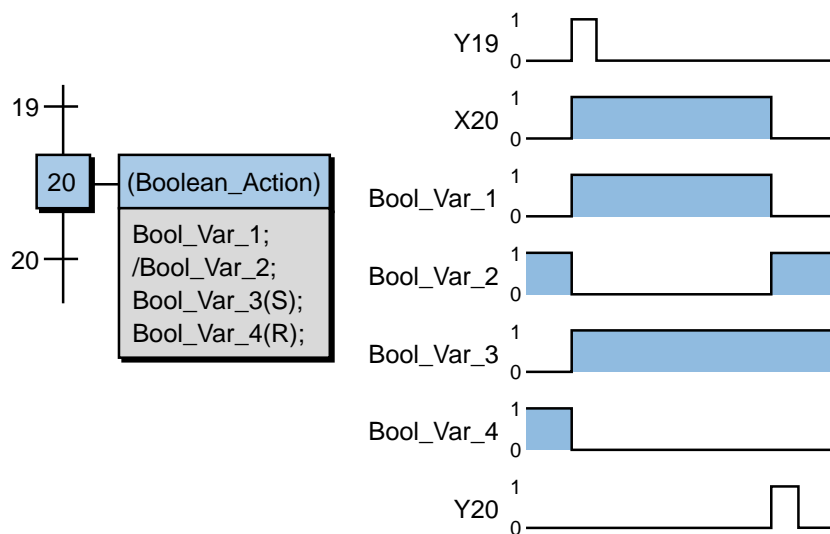 19
20
(Boolean_Action)
Bool_Var_1;
/Bool_Var_2;
Bool_Var_3(S);
Bool_Var_4(R);
20
Y19
1
0
X20
1
0
Bool_Var_1
1
0
Bool_Var_2
1
0
Bool_Var_3
1
0
Bool_Var_4
1
0
Y20
1
0